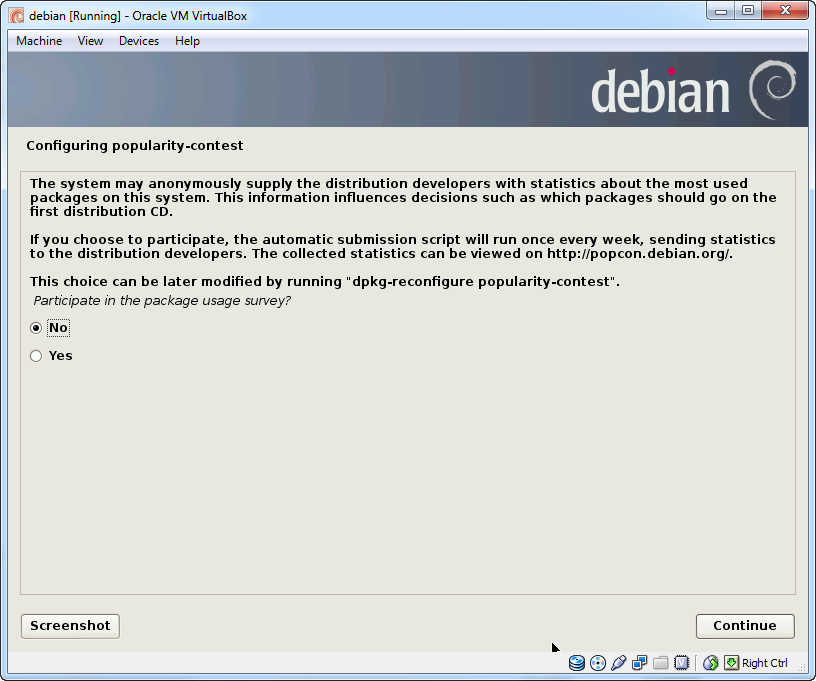 debian [Running] - Oracle VM VirtualBox
Machine View Devices Help
debian
Configuring popularity-contest
The system may anonymously supply the distribution developers with statistics about the most used
packages on this system. This information influences decisions such as which packages should go on the
first distribution CD.
If you choose to participate, the automatic submission script will run once every week, sending statistics
to the distribution developers. The collected statistics can be viewed on http://popcon.debian.org/.
This choice can be later modified by running "dpkg-reconfigure popularity-contest".
Participate in the package usage survey?
No
Yes
Screenshot Continue
Right Ctrl